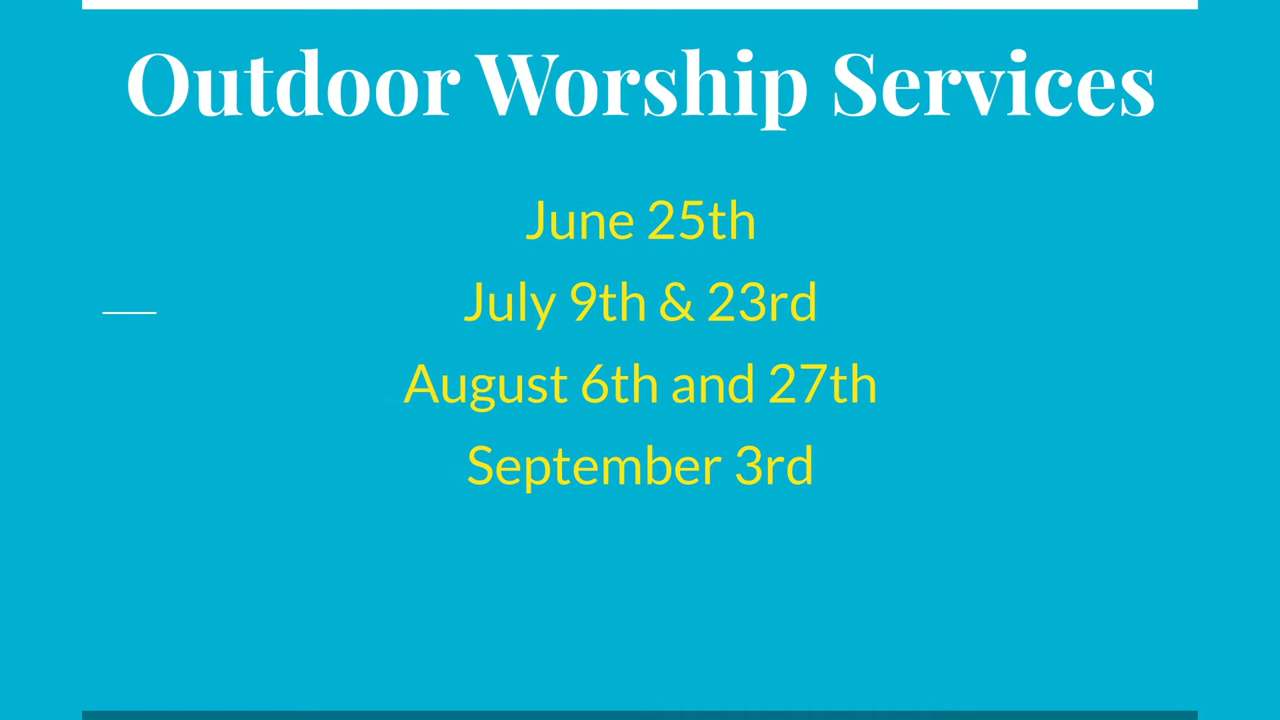 Outdoor Worship Services
June 25th
July 9th & 23rd
August 6th and 27th
September 3rd